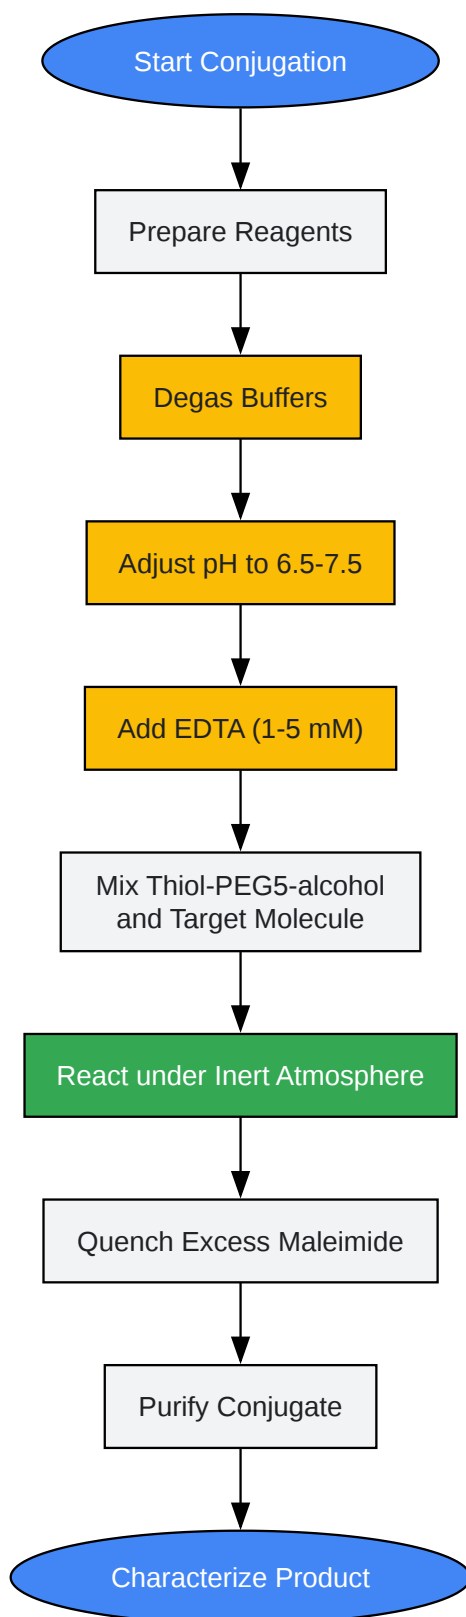 Start Conjugation
Prepare Reagents
Degas Buffers
Adjust pH to 6.5-7.5
Add EDTA (1-5 mM)
Mix Thiol-PEG5-alcohol
and Target Molecule
React under Inert Atmosphere
Quench Excess Maleimide
Purify Conjugate
Characterize Product